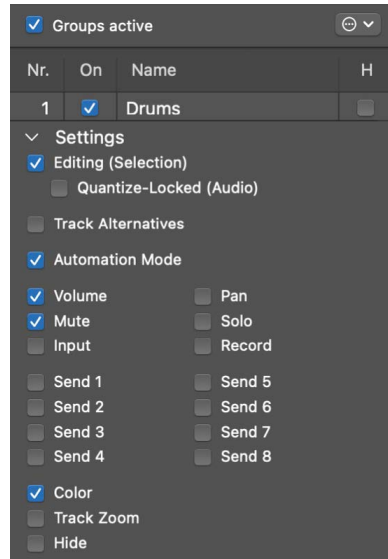 Groups active
Nr. On Name H
1 Drums
Settings
Editing (Selection)
Quantize-Locked (Audio)
Track Alternatives
Automation Mode
Volume Pan
Mute Solo
Input Record
Send 1 Send 5
Send 2 Send 6
Send 3 Send 7
Send 4 Send 8
Color
Track Zoom
Hide